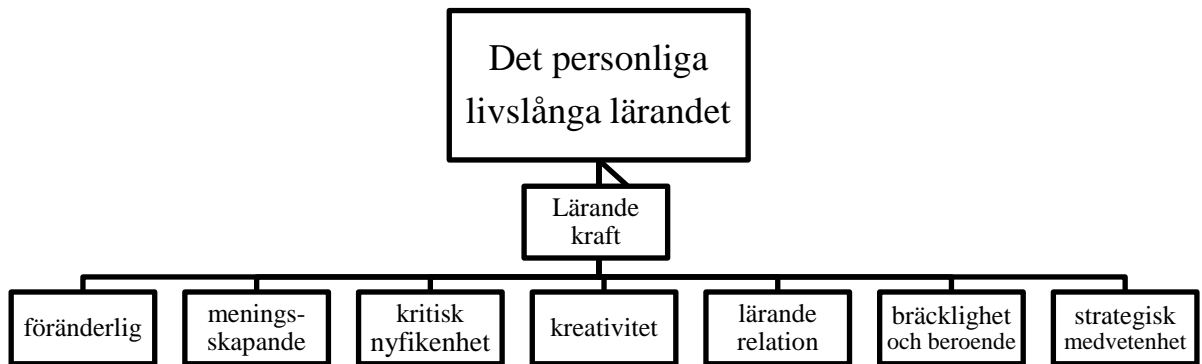 Det personliga
livslånga lärandet
Lärande
kraft
föränderlig
menings-
skapande
kritisk
nyfikenhet
kreativitet
lärande
relation
bräcklighet
och beroende
strategisk
medvetenhet